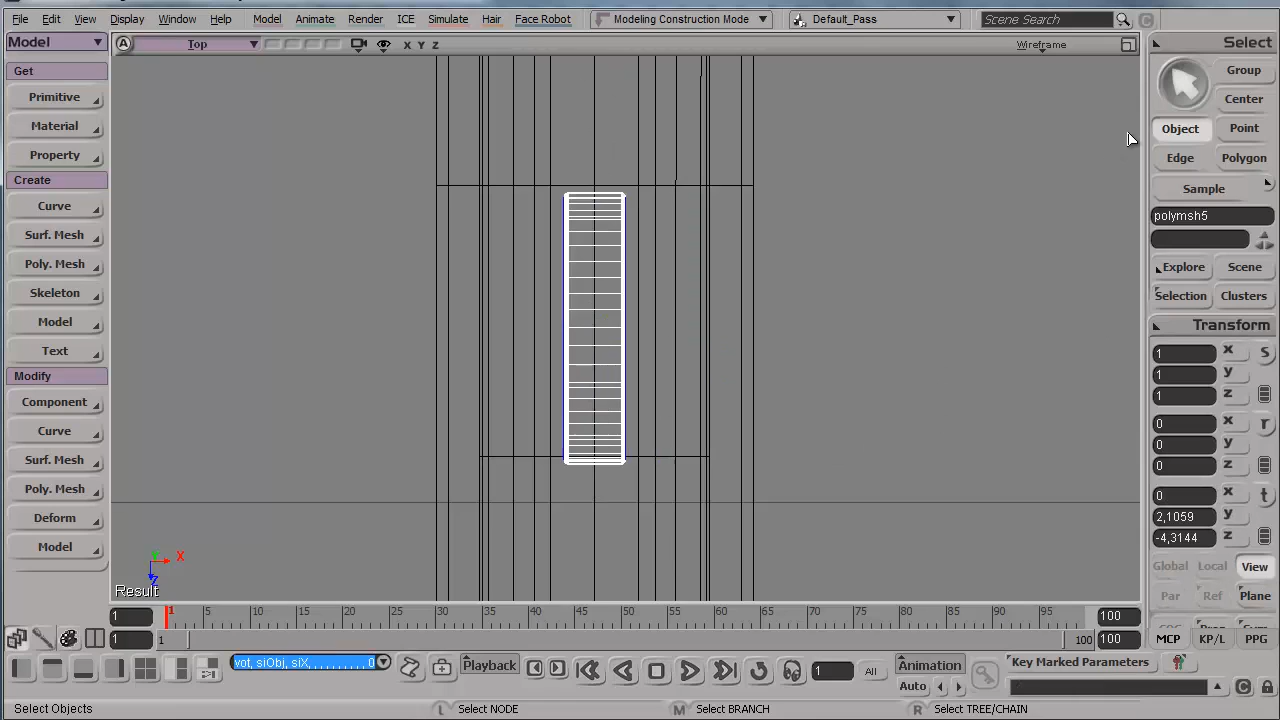 File Edit Display Window Help Model Animate Render ICE Simulate Hair Face Robot Modeling Construction Mode Default_Pass Scene Search
Model A Top X Y Z Wireframe Select
Get
Primitive
Material
Property
Create
Curve
Surf. Mesh
Poly. Mesh
Skeleton
Model
Text
Modify
Component
Curve
Surf. Mesh
Poly. Mesh
Deform
Model
Group
Center
Object Point
Edge Polygon
Sample
polymsh5
Explore Scene
Selection Clusters
Transform
1 x s
1 y
1 z
0 x r
0 y
0 z
0 x t
2,1059 y
-4,3144 z
Global Local View
Par Ref Plane
MCP KP/L PPG
X
Z
Result
1 1 5 10 15 20 25 30 35 40 45 50 55 60 65 70 75 80 85 90 95 100
1 1 100 100
vot, siObj, siX, 0 Playback 1 All Animation Key Marked Parameters
Auto
Select Objects L Select NODE M Select BRANCH R Select TREE/CHAIN